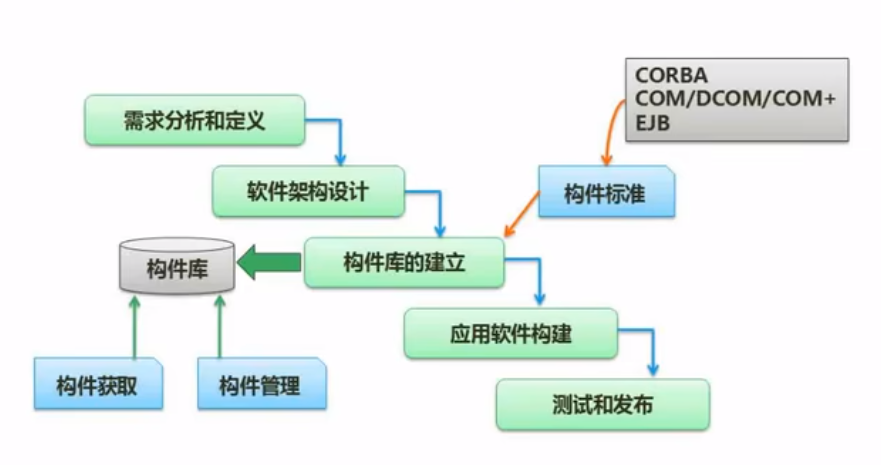 CORBA
COM/DCOM/COM+
EJB
需求分析和定义
软件架构设计
构件标准
构件库的建立
构件库
应用软件构建
构件获取
构件管理
测试和发布